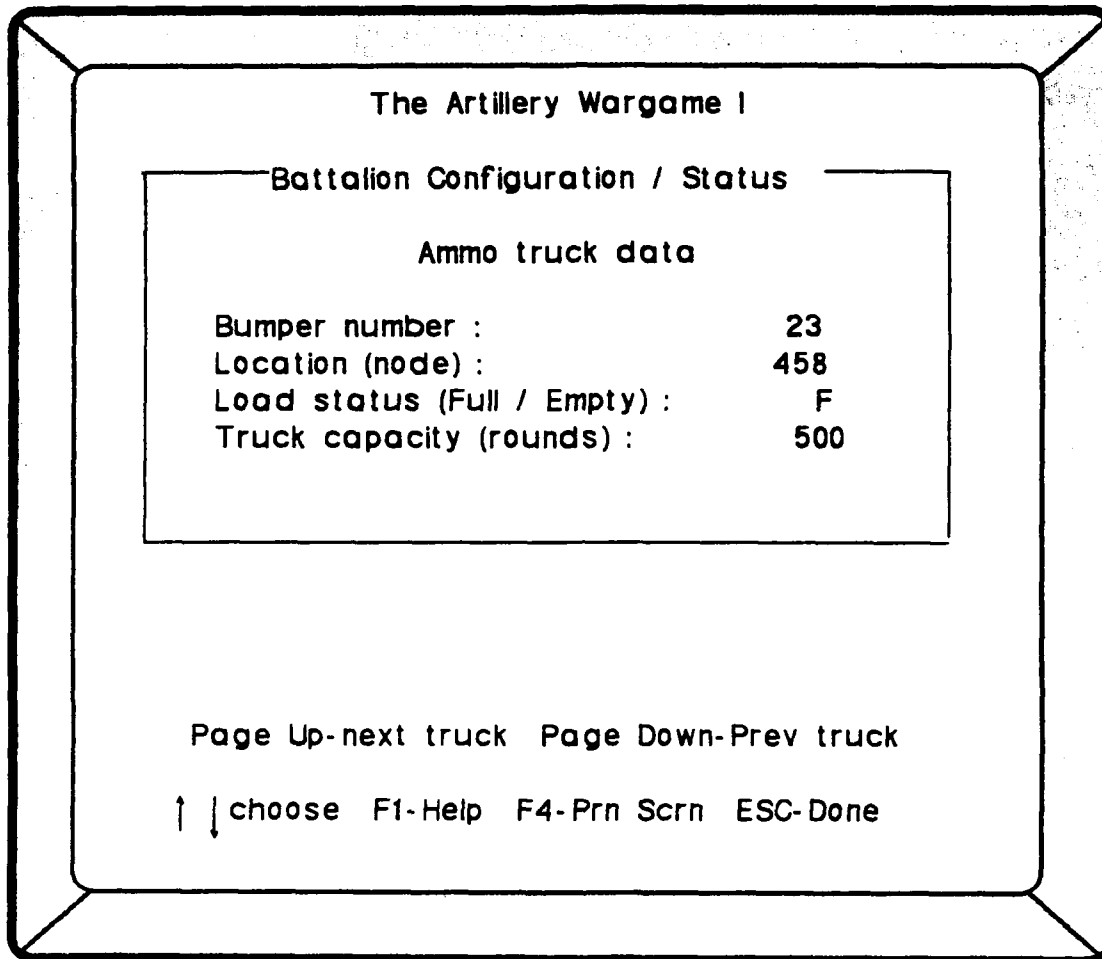 The Artillery Wargame I
Battalion Configuration / Status
Ammo truck data
Bumper number : 23
Location (node) : 458
Load status (Full / Empty) : F
Truck capacity (rounds) : 500
Page Up-next truck Page Down-Prev truck
↑ ↓ choose F1-Help F4-Prn Scrn ESC-Done